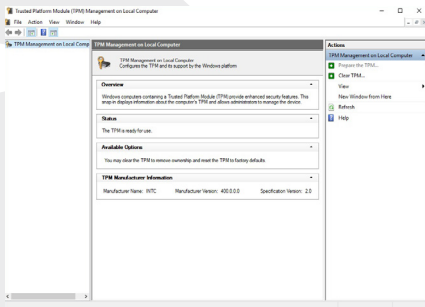 Trusted Platform Module (TPM) Management on Local Computer
File Action View Window Help
TPM Management on Local Comp
TPM Management on Local Computer
TPM Management on Local Computer
Configures the TPM and its support by the Windows platform
Overview
Windows computers containing a Trusted Platform Module (TPM) provide enhanced security features. This
snap-in displays information about the computer's TPM and allows administrators to manage the device.
Status
The TPM is ready for use.
Available Options
You may clear the TPM to remove ownership and reset the TPM to factory defaults.
TPM Manufacturer Information
Manufacturer Name: INTC Manufacturer Version: 400.0.0.0 Specification Version: 2.0
Actions
TPM Management on Local Computer
Prepare the TPM...
Clear TPM...
View
New Window from Here
Refresh
Help